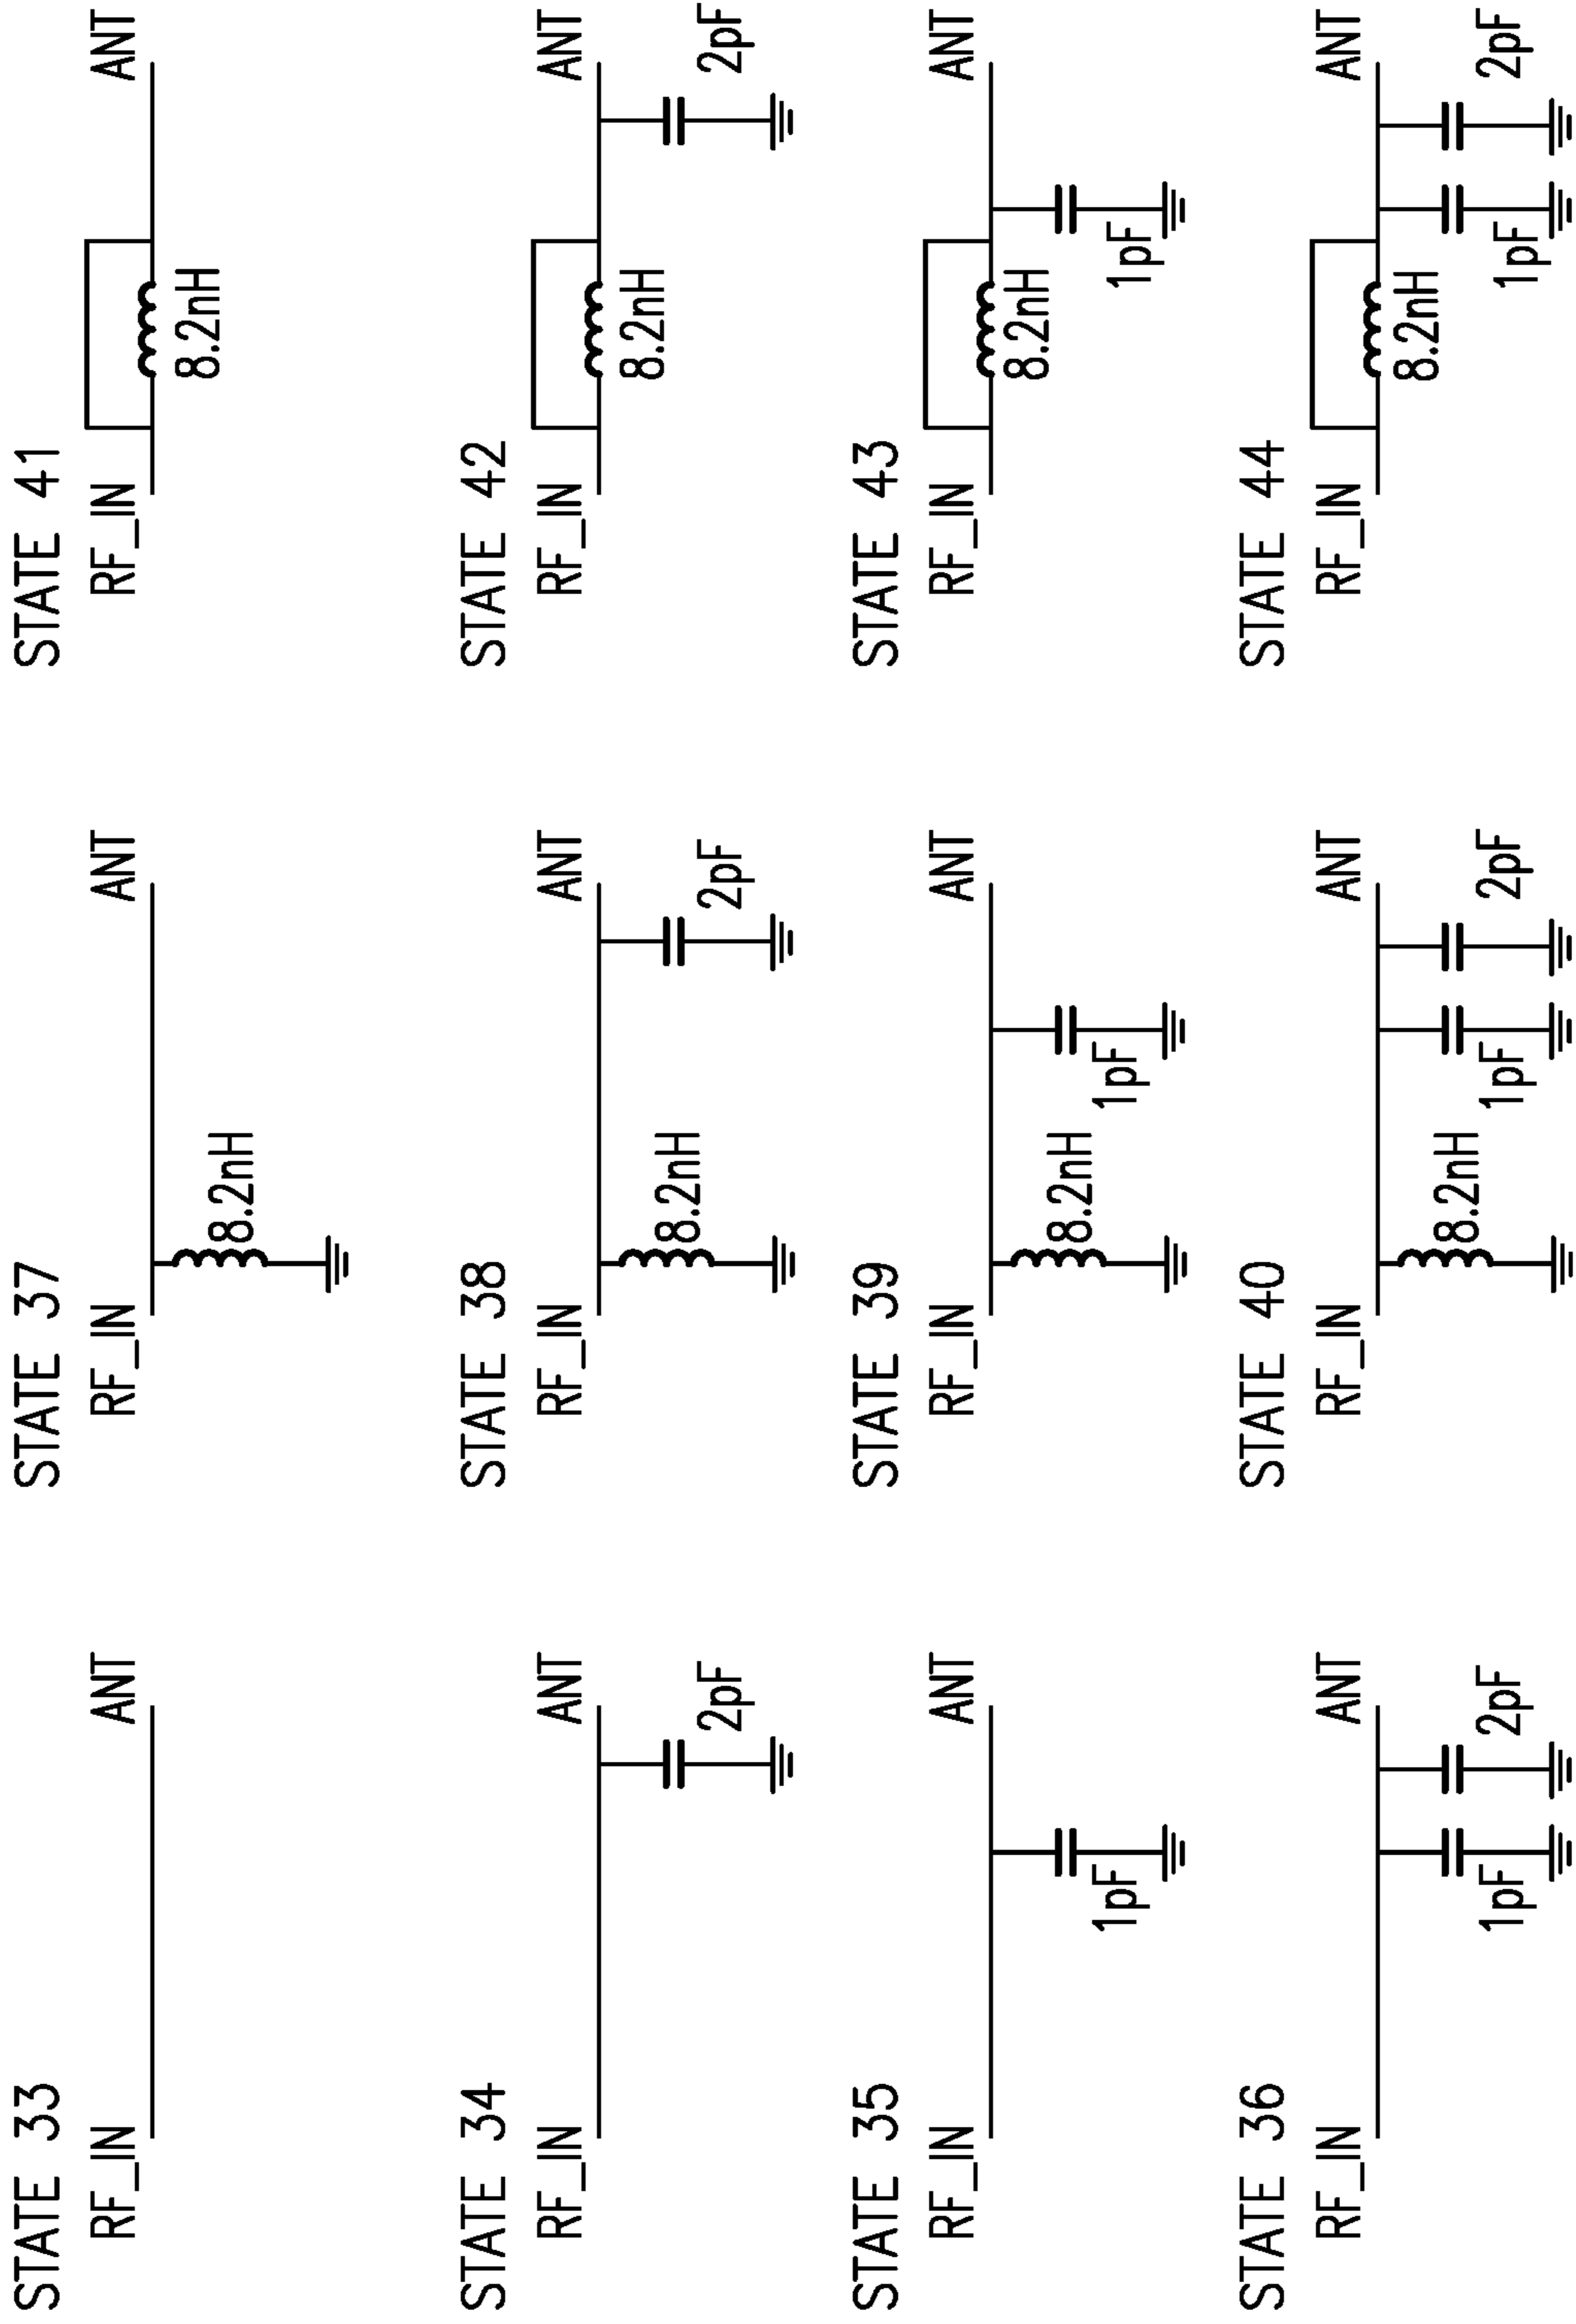 STATE 33
RF_IN ANT
STATE 34
RF_IN ANT
2pF
STATE 35
RF_IN ANT
1pF
STATE 36
RF_IN ANT
1pF 2pF
STATE 37
RF_IN ANT
8.2nH
STATE 38
RF_IN ANT
8.2nH 2pF
STATE 39
RF_IN ANT
8.2nH 1pF
STATE 40
RF_IN ANT
8.2nH 1pF 2pF
STATE 41
RF_IN ANT
8.2nH
STATE 42
RF_IN ANT
8.2nH 2pF
STATE 43
RF_IN ANT
8.2nH 1pF
STATE 44
RF_IN ANT
8.2nH 1pF 2pF